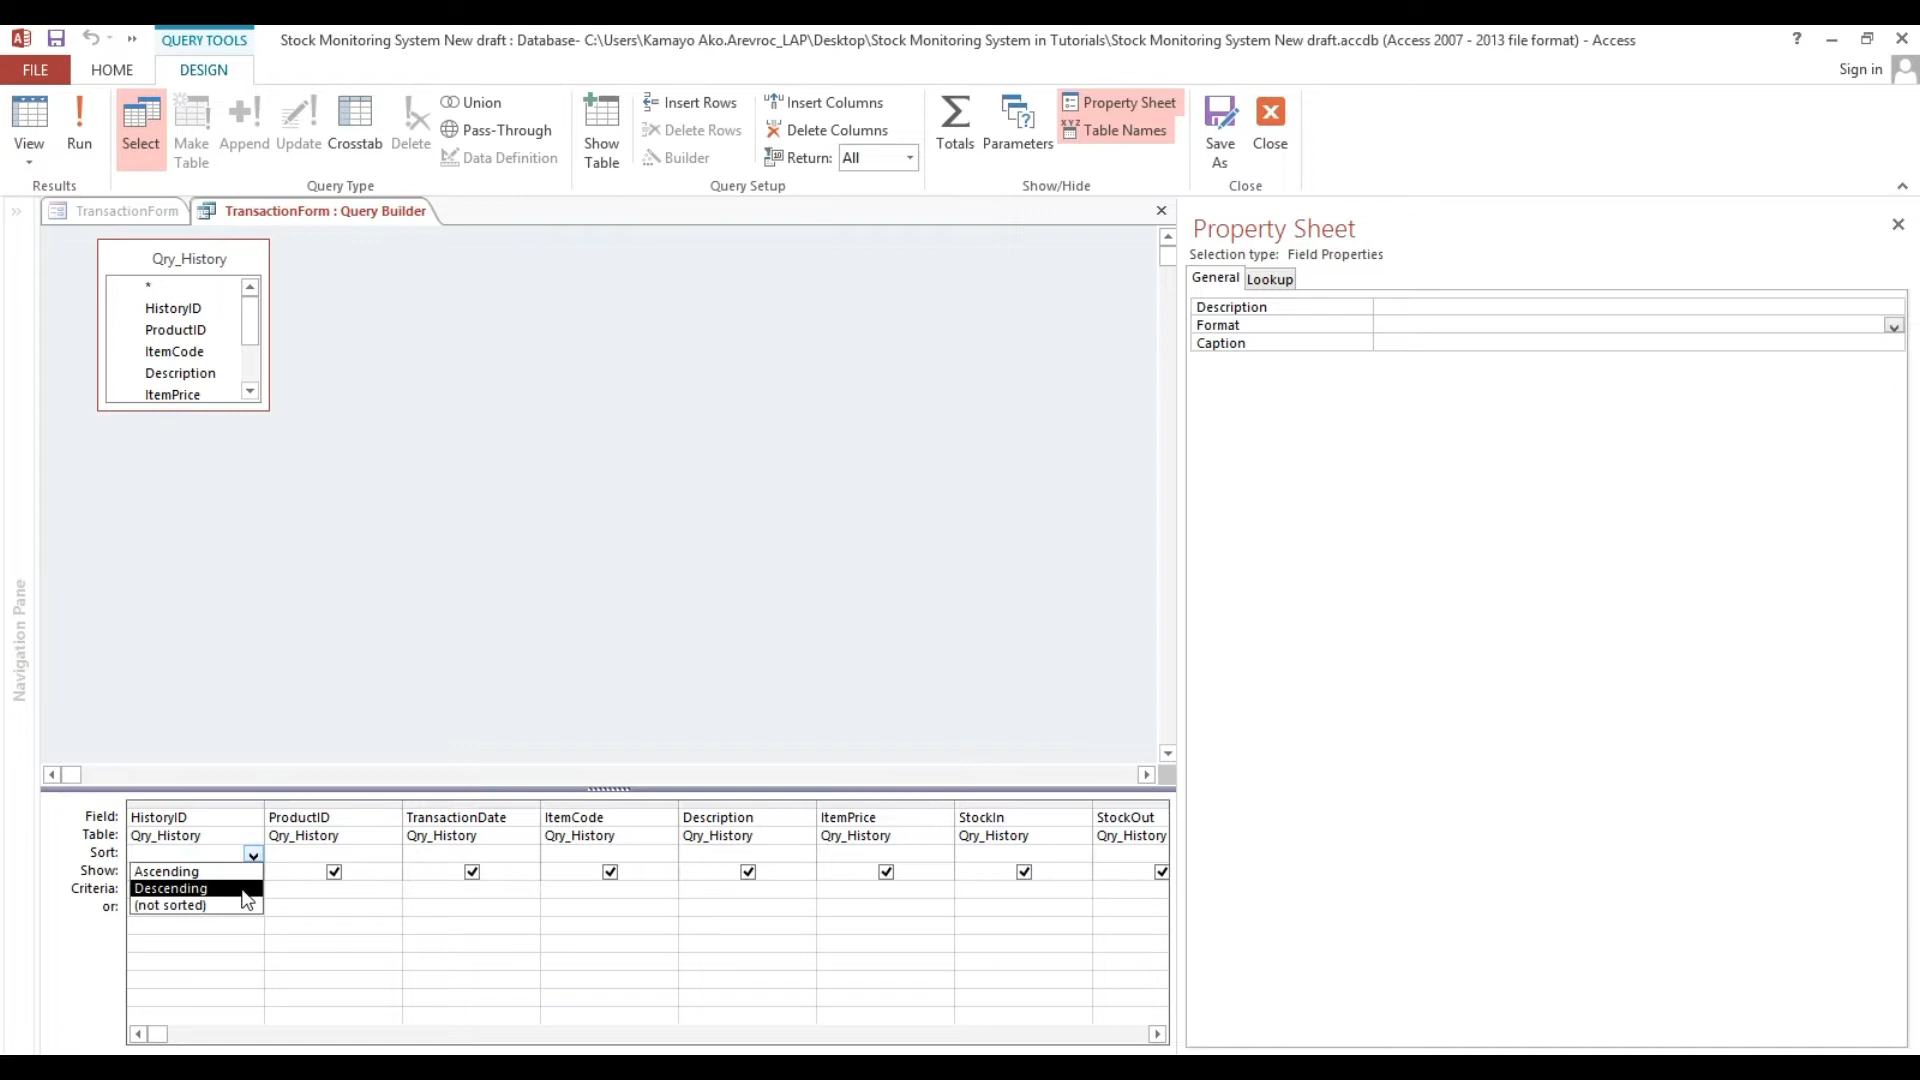 QUERY TOOLS
Stock Monitoring System New draft : Database- C:\Users\Kamayo Ako.Arevroc_LAP\Desktop\Stock Monitoring System in Tutorials\Stock Monitoring System New draft.accdb (Access 2007 - 2013 file format) - Access
?
FILE
HOME
DESIGN
Sign in
View
Run
Select
Make Table
Append
Update
Crosstab
Delete
Union
Pass-Through
Data Definition
Show Table
Insert Rows
Delete Rows
Builder
Insert Columns
Delete Columns
Return: All
Totals
Parameters
Property Sheet
Table Names
Save As
Close
Results
Query Type
Query Setup
Show/Hide
Close
TransactionForm
TransactionForm : Query Builder
Navigation Pane
Qry_History
*
HistoryID
ProductID
ItemCode
Description
ItemPrice
Property Sheet
Selection type: Field Properties
General
Lookup
Description
Format
Caption
Field: HistoryID ProductID TransactionDate ItemCode Description ItemPrice StockIn StockOut
Table: Qry_History Qry_History Qry_History Qry_History Qry_History Qry_History Qry_History Qry_History
Sort:
Show: Ascending
Criteria: Descending
or: (not sorted)